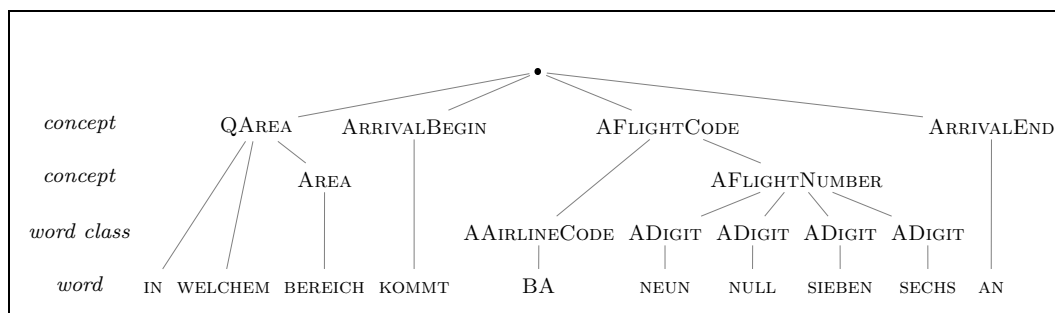 concept QAREA ARRIVALBEGIN AFLIGHTCODE ARRIVALEND
concept AREA AFLIGHTNUMBER
word class AAIRLINECODE ADIGIT ADIGIT ADIGIT ADIGIT
word IN WELCHEM BEREICH KOMMT BA NEUN NULL SIEBEN SECHS AN